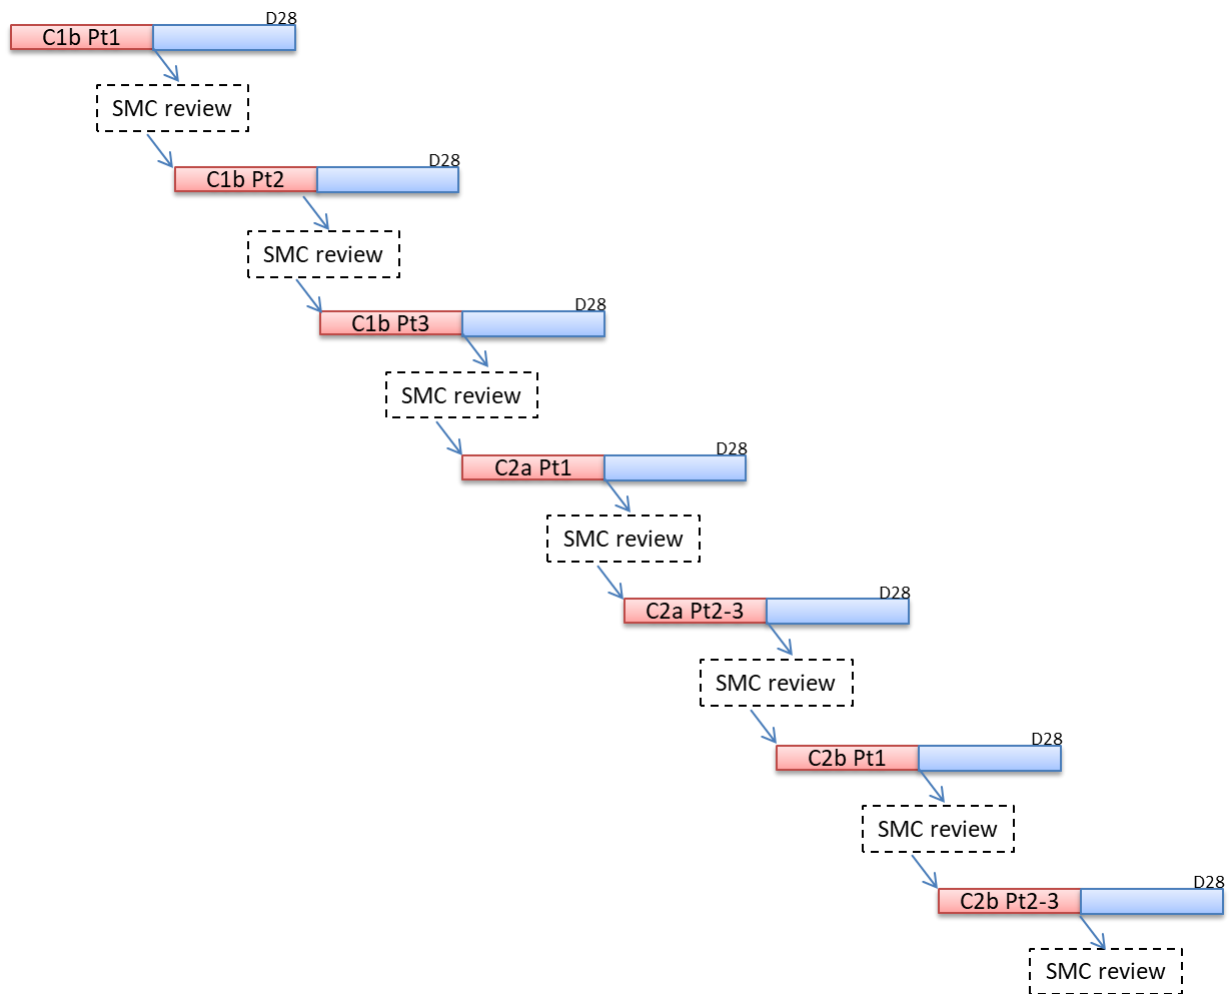 D28
C1b Pt1
SMC review
D28
C1b Pt2
SMC review
D28
C1b Pt3
SMC review
D28
C2a Pt1
SMC review
D28
C2a Pt2-3
SMC review
D28
C2b Pt1
SMC review
D28
C2b Pt2-3
SMC review